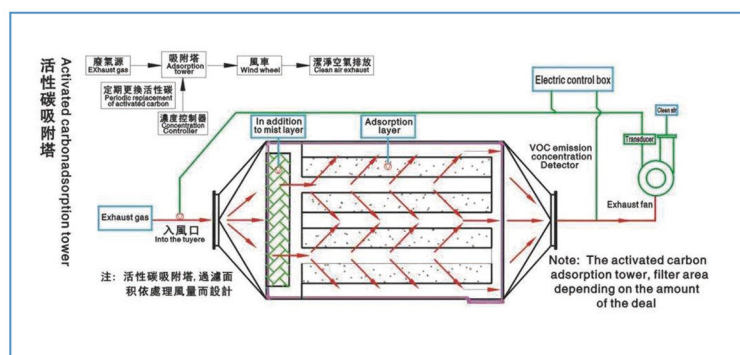 活性碳吸附塔
Activated carbonadsorption tower
廢氣源
EXhaust gas
吸附塔
Adsorption
tower
風車
Wind wheel
潔淨空氣排放
Clean air exhaust
定期更換活性碳
Periodic replacement
of activated carbon
濃度控制器
Concentration
Controller
In addition
to mist layer
Adsorption
layer
Electric control box
Clean air
Transducer
VOC emission
concentration
Detector
Exhaust fan
Exhaust gas
入風口
Into the tuyere
注: 活性碳吸附塔, 過濾面
积依處理風量而設計
Note: The activated carbon
adsorption tower, filter area
depending on the amount
of the deal